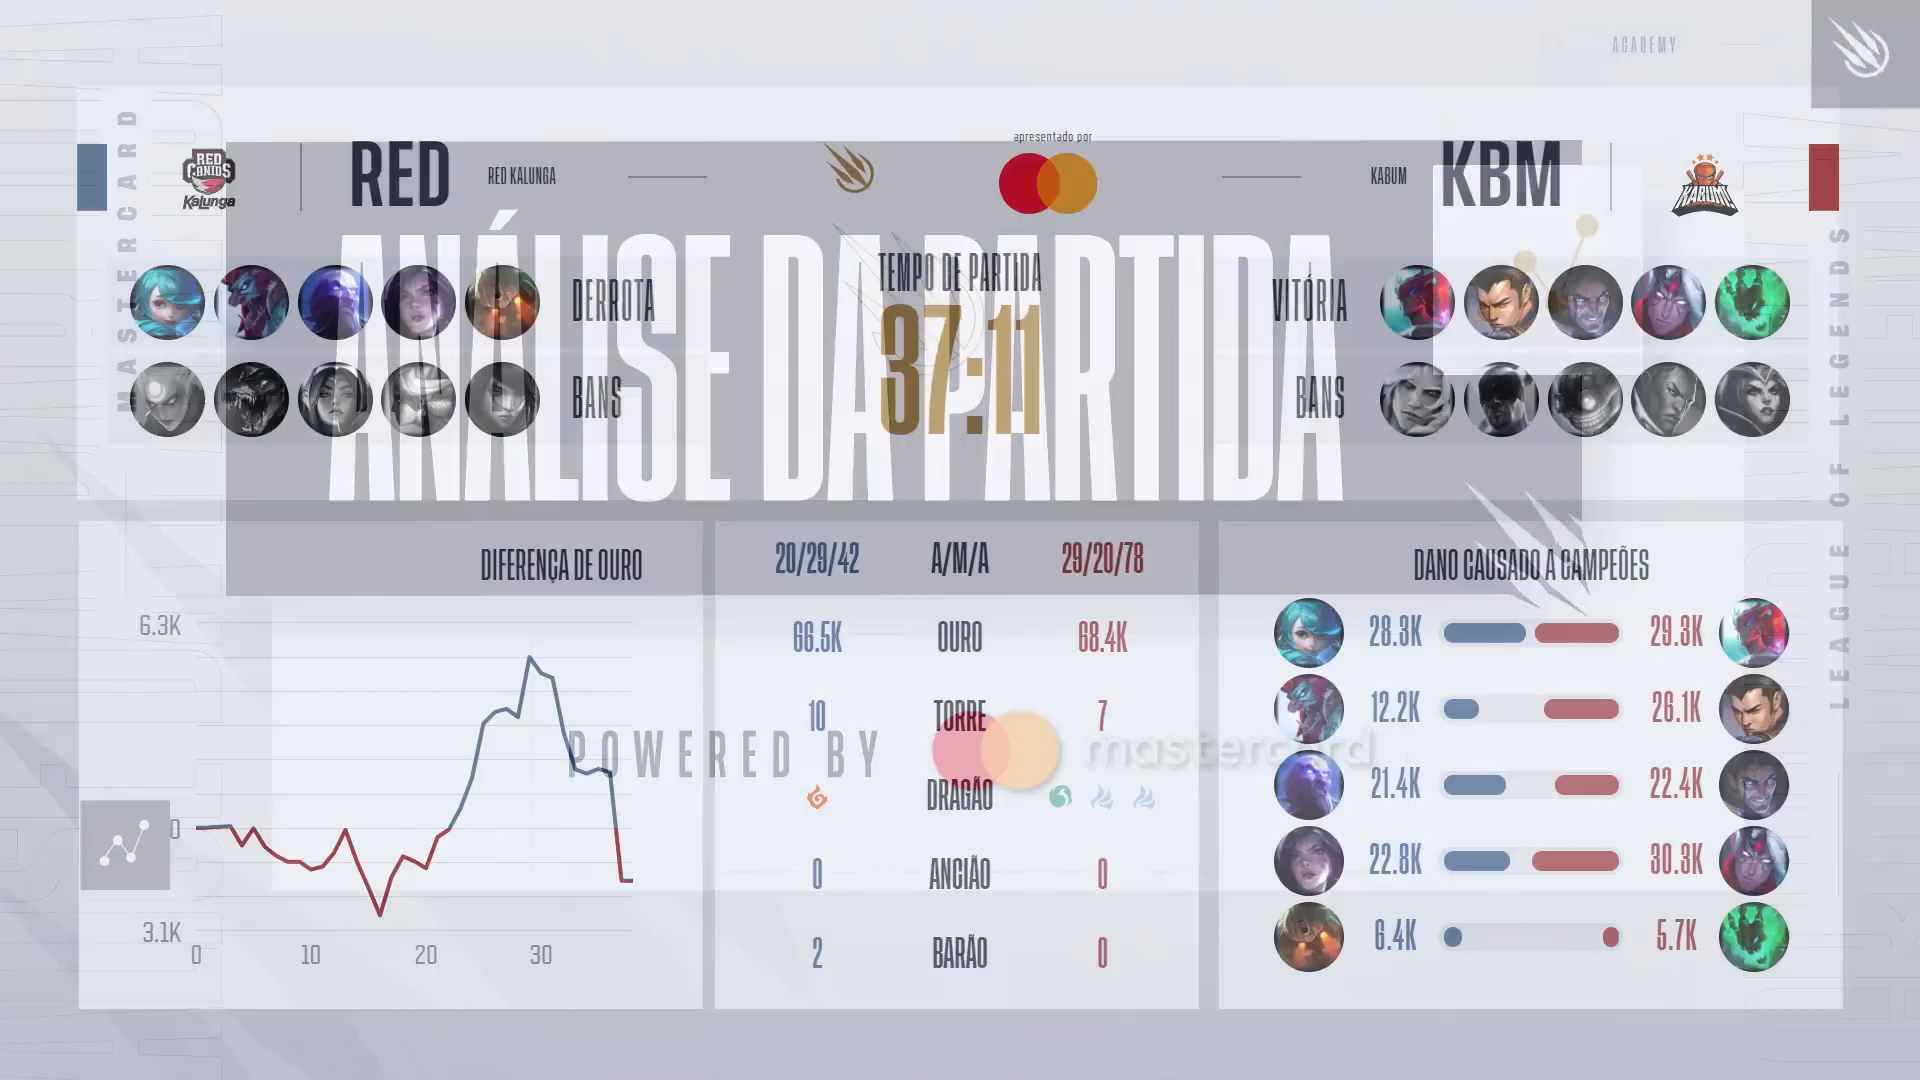 ACADEMY
MASTERCARD
LEAGUE OF LEGENDS
apresentado por
RED CANIDS Kalunga
RED
RED KALUNGA
KABUM
KBM
KABUM!
ANÁLISE DA PARTIDA
TEMPO DE PARTIDA
37:11
DERROTA
VITÓRIA
BANS
BANS
DIFERENÇA DE OURO
6.3K
0
3.1K
0 10 20 30
20/29/42 A/M/A 29/20/78
66.5K OURO 68.4K
10 TORRE 7
DRAGÃO
0 ANCIÃO 0
2 BARÃO 0
POWERED BY mastercard
DANO CAUSADO A CAMPEÕES
28.3K 29.3K
12.2K 26.1K
21.4K 22.4K
22.8K 30.3K
6.4K 5.7K